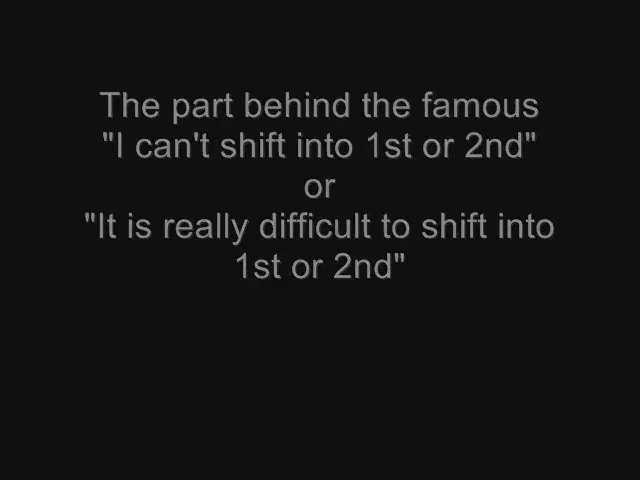 The part behind the famous
"I can't shift into 1st or 2nd"
or
"It is really difficult to shift into
1st or 2nd"